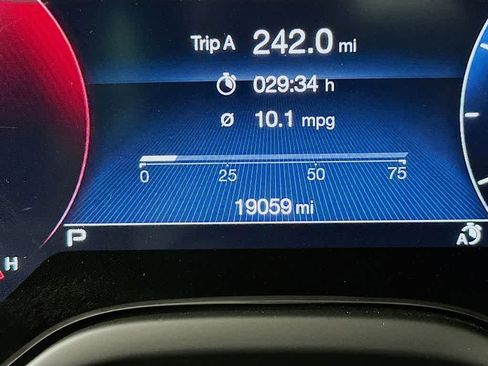 Trip A 242.0 mi
029:34 h
ø 10.1 mpg
0 25 50 75
19059 mi
P A
H